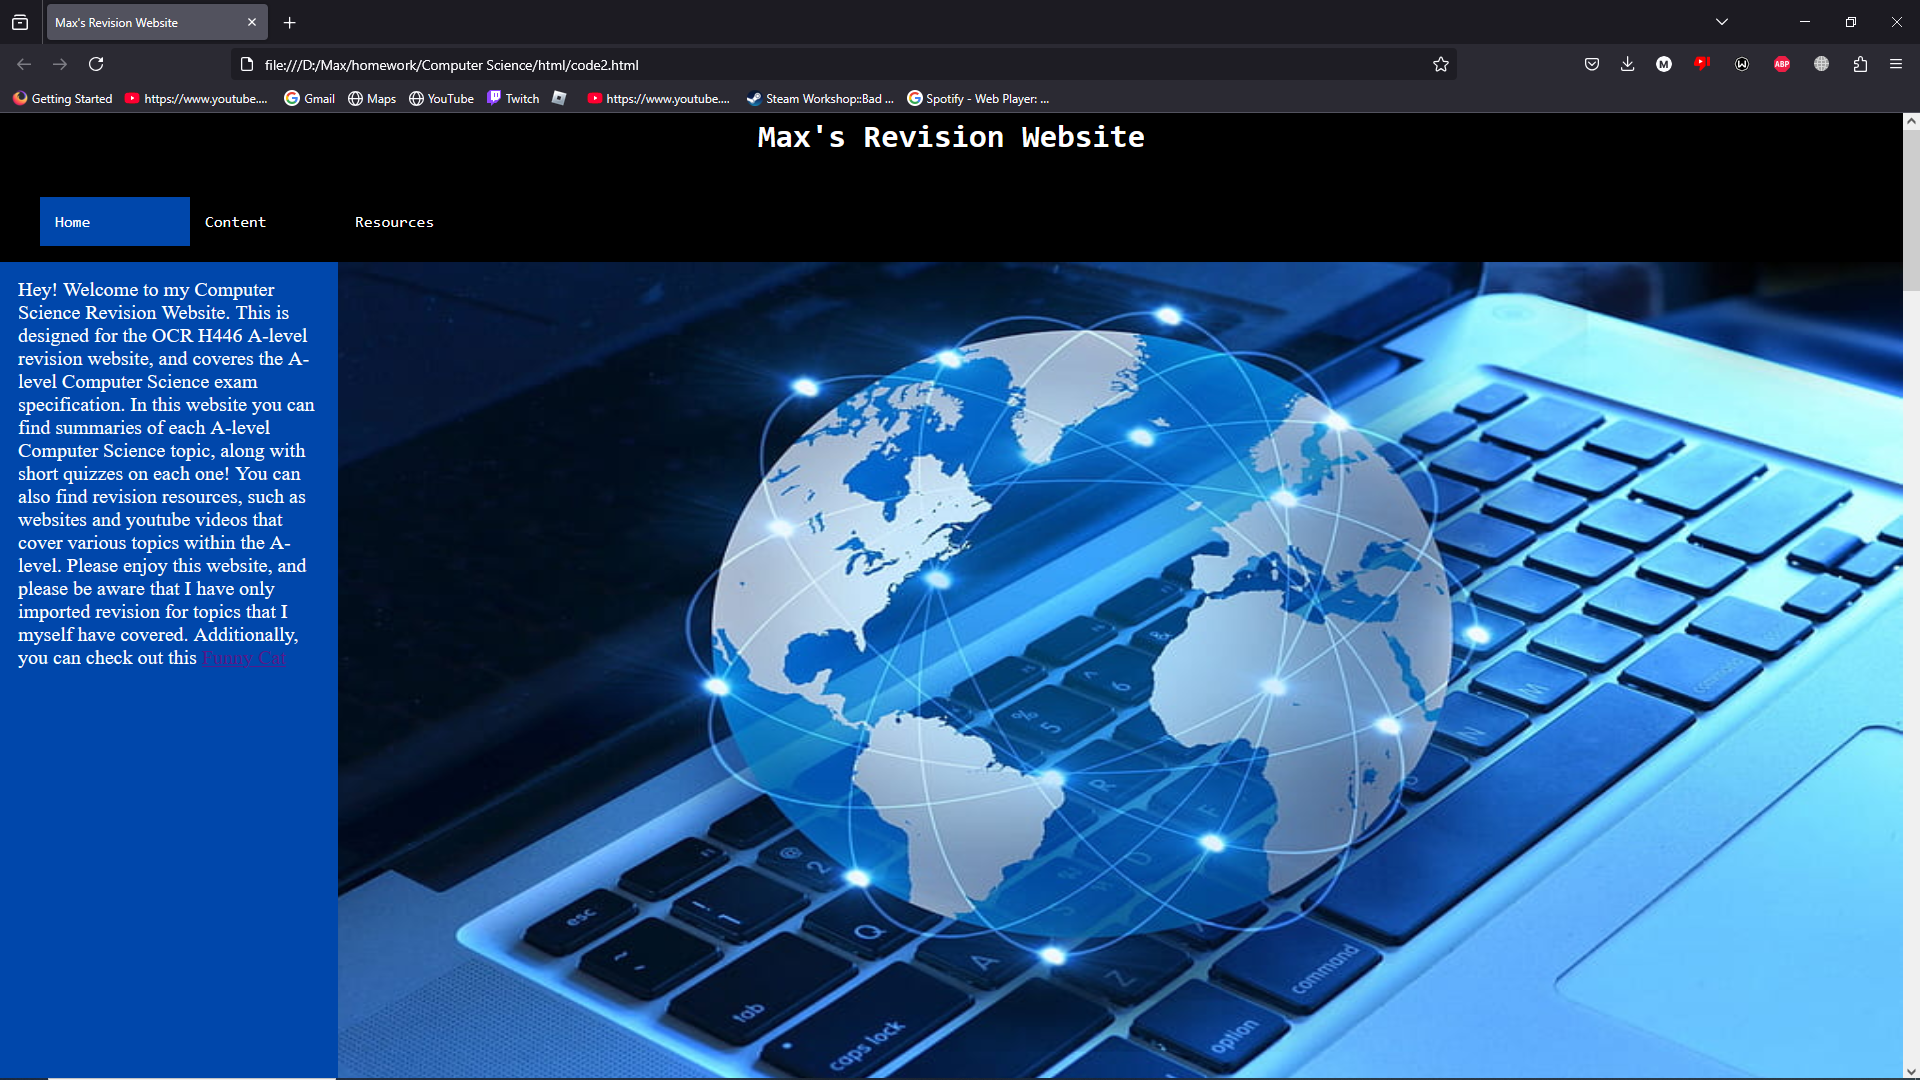 Max's Revision Website
file:///D:/Max/homework/Computer Science/html/code2.html
Getting Started https://www.youtube.... Gmail Maps YouTube Twitch https://www.youtube.... Steam Workshop::Bad ... Spotify - Web Player: ...
Max's Revision Website
Home Content Resources
Hey! Welcome to my Computer
Science Revision Website. This is
designed for the OCR H446 A-level
revision website, and coveres the A-
level Computer Science exam
specification. In this website you can
find summaries of each A-level
Computer Science topic, along with
short quizzes on each one! You can
also find revision resources, such as
websites and youtube videos that
cover various topics within the A-
level. Please enjoy this website, and
please be aware that I have only
imported revision for topics that I
myself have covered. Additionally,
you can check out this Funny Cat
esc
tab
caps lock
Q
A
Z
command
option